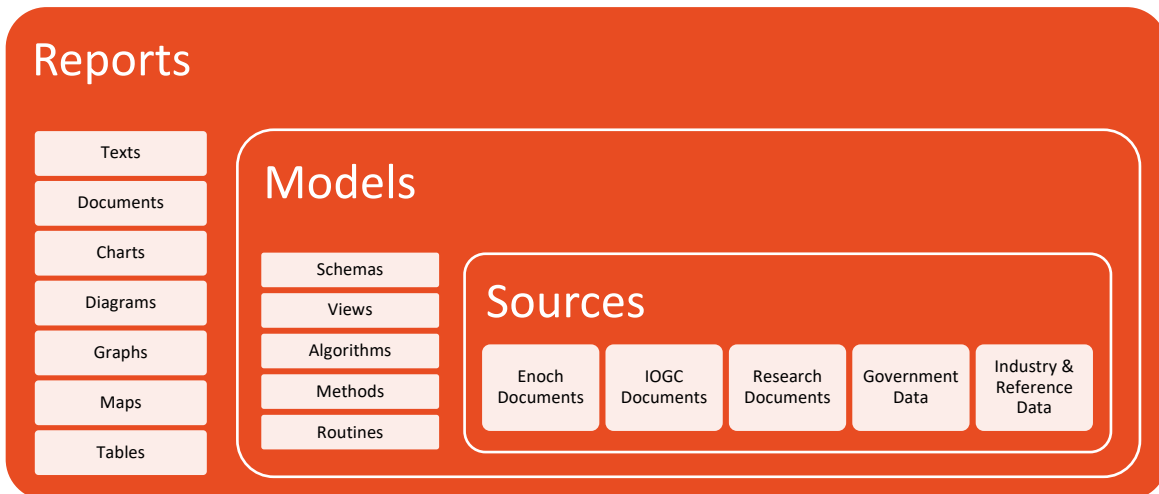 Reports
Texts
Documents
Charts
Diagrams
Graphs
Maps
Tables
Models
Schemas
Views
Algorithms
Methods
Routines
Sources
Enoch
Documents
IOGC
Documents
Research
Documents
Government
Data
Industry &
Reference
Data